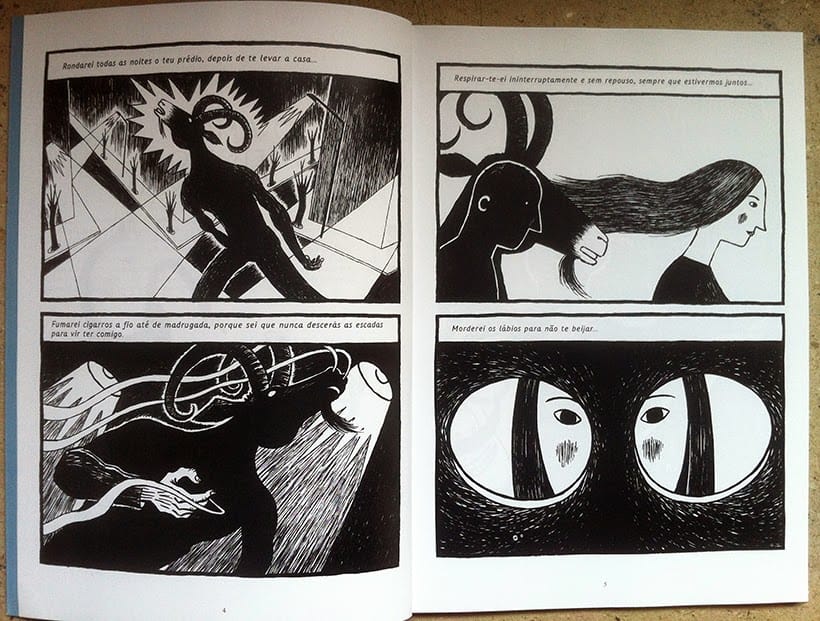 Rondarei todas as noites o teu prédio, depois de te levar a casa...
Fumarei cigarros a fio até de madrugada, porque sei que nunca descerás as escadas
para vir ter comigo.
4
Respirar-te-ei ininterruptamente e sem repouso, sempre que estivermos juntos...
Morderei os lábios para não te beijar...
5